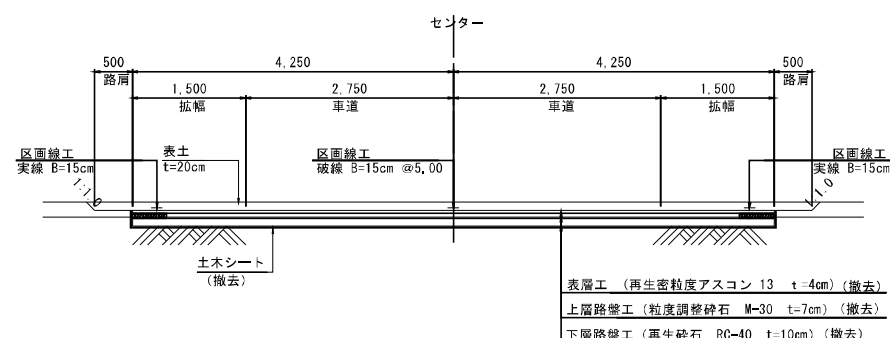 センター
500
4,250
4,250
500
路肩
1,500
2,750
2,750
1,500
路肩
拡幅
車道
車道
拡幅
区画線工
実線 B=15cm
表土
t=20cm
区画線工
破線 B=15cm @5,00
区画線工
実線 B=15cm
1:1.0
1:1.0
土木シート
(撤去)
表層工 (再生密粒度アスコン 13 t=4cm) (撤去)
上層路盤工 (粒度調整砕石 M-30 t=7cm) (撤去)
下層路盤工 (再生砕石 RC-40 t=10cm) (撤去)